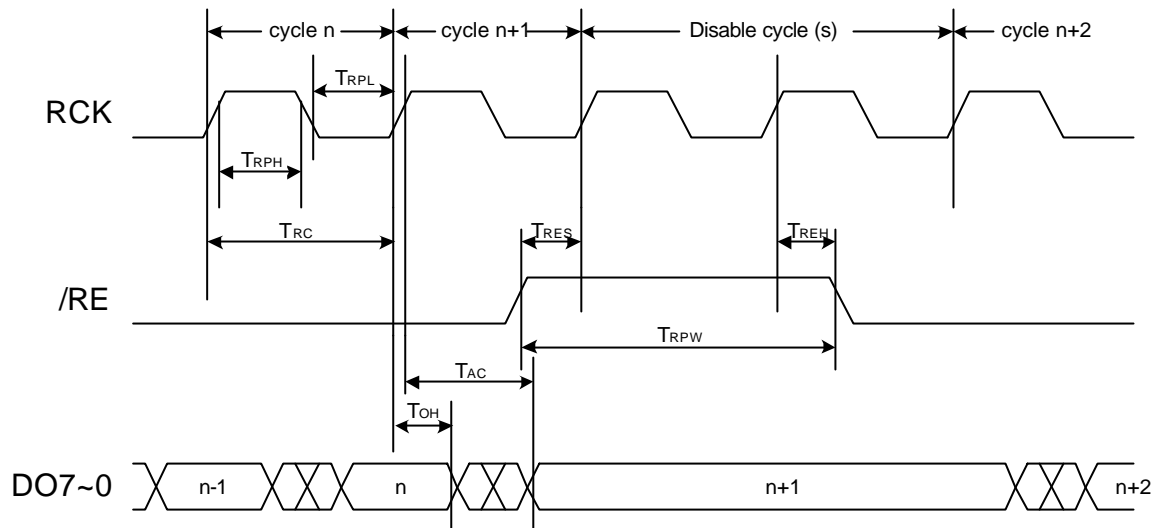 cycle n cycle n+1 Disable cycle (s) cycle n+2
TRPL
RCK
TRPH
TRC TRES TREH
/RE
TRPW
TAC
TOH
DO7~0 n-1 n n+1 n+2